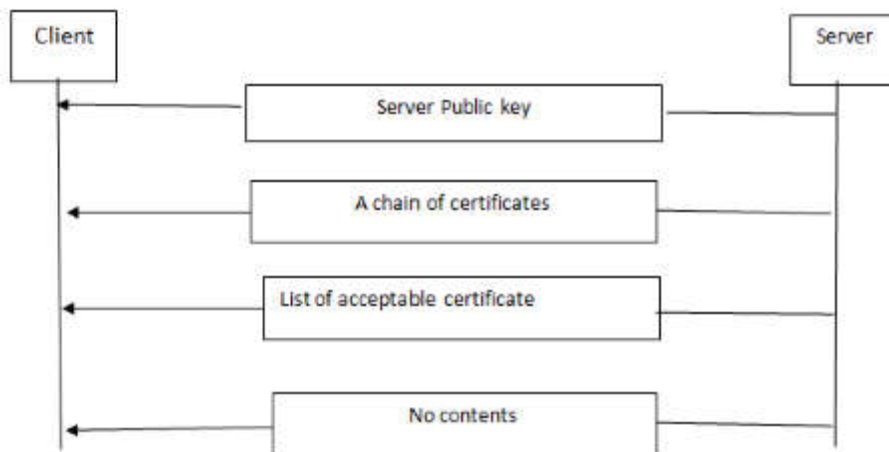 Client
Server
Server Public key
A chain of certificates
List of acceptable certificate
No contents